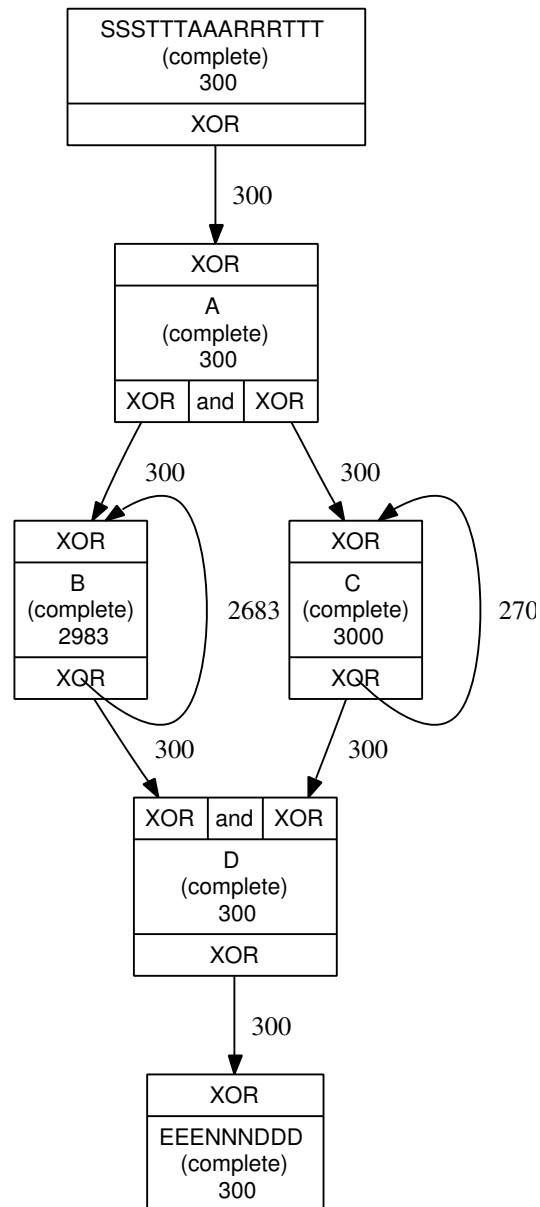 SSSTTTAAARRRTTT
(complete)
300
XOR
300
XOR
A
(complete)
300
XOR and XOR
300 300
XOR XOR
B C
(complete) (complete)
2983 3000
2683 270
XOR XOR
300 300
XOR and XOR
D
(complete)
300
XOR
300
XOR
EEENNNDDD
(complete)
300